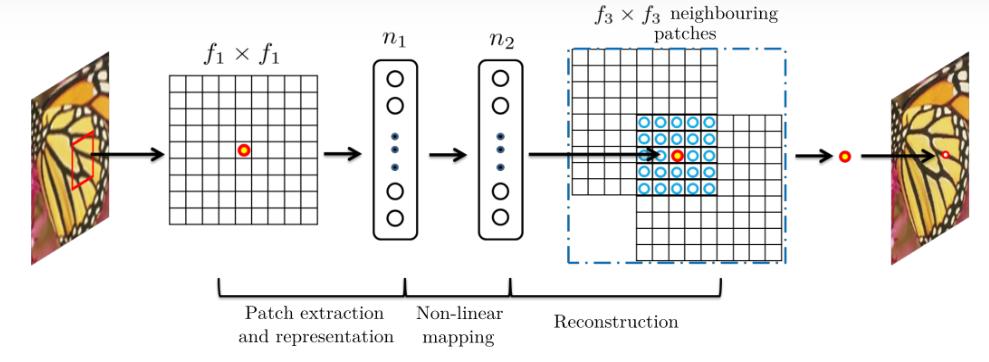 f₁ × f₁
n₁
n₂
f₃ × f₃ neighbouring
patches
Patch extraction
and representation
Non-linear
mapping
Reconstruction